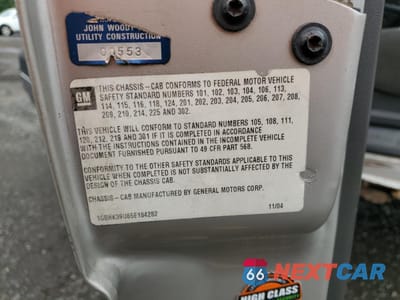 JOHN WOODY
UTILITY CONSTRUCTION
GM
THIS CHASSIS-CAB CONFORMS TO FEDERAL MOTOR VEHICLE
SAFETY STANDARD NUMBERS 101, 102, 103, 104, 106, 113,
114, 115, 116, 118, 124, 201, 202, 203, 204, 205, 206, 207, 208,
209, 210, 214, 225 AND 302.
THIS VEHICLE WILL CONFORM TO STANDARD NUMBERS 105, 108, 111,
120, 212, 219 AND 301 IF IT IS COMPLETED IN ACCORDANCE
WITH THE INSTRUCTIONS CONTAINED IN THE INCOMPLETE VEHICLE
DOCUMENT FURNISHED PURSUANT TO 49 CFR PART 568.
CONFORMITY TO THE OTHER SAFETY STANDARDS APPLICABLE TO THIS
VEHICLE WHEN COMPLETED IS NOT SUBSTANTIALLY AFFECTED BY THE
DESIGN OF THE CHASSIS CAB.
CHASSIS-CAB MANUFACTURED BY GENERAL MOTORS CORP.
11/04
HIGH CLASS
66 NEXTCAR